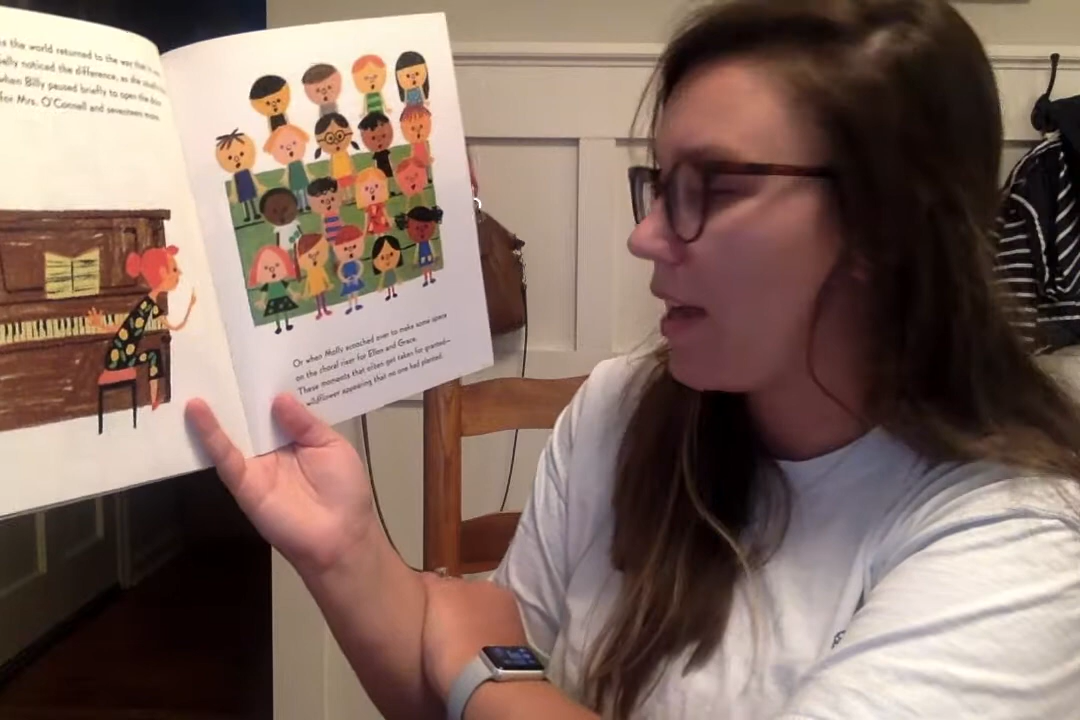 s the world returned to the way that it was
ielly noticed the difference, as she
when Billy paused briefly to open the door
for Mrs. O'Connell and seventeen more.
Or when Molly scooched over to make some space
on the choral riser for Ellen and Grace.
These moments that often get taken for granted—
wildflower appearing that no one had planted.